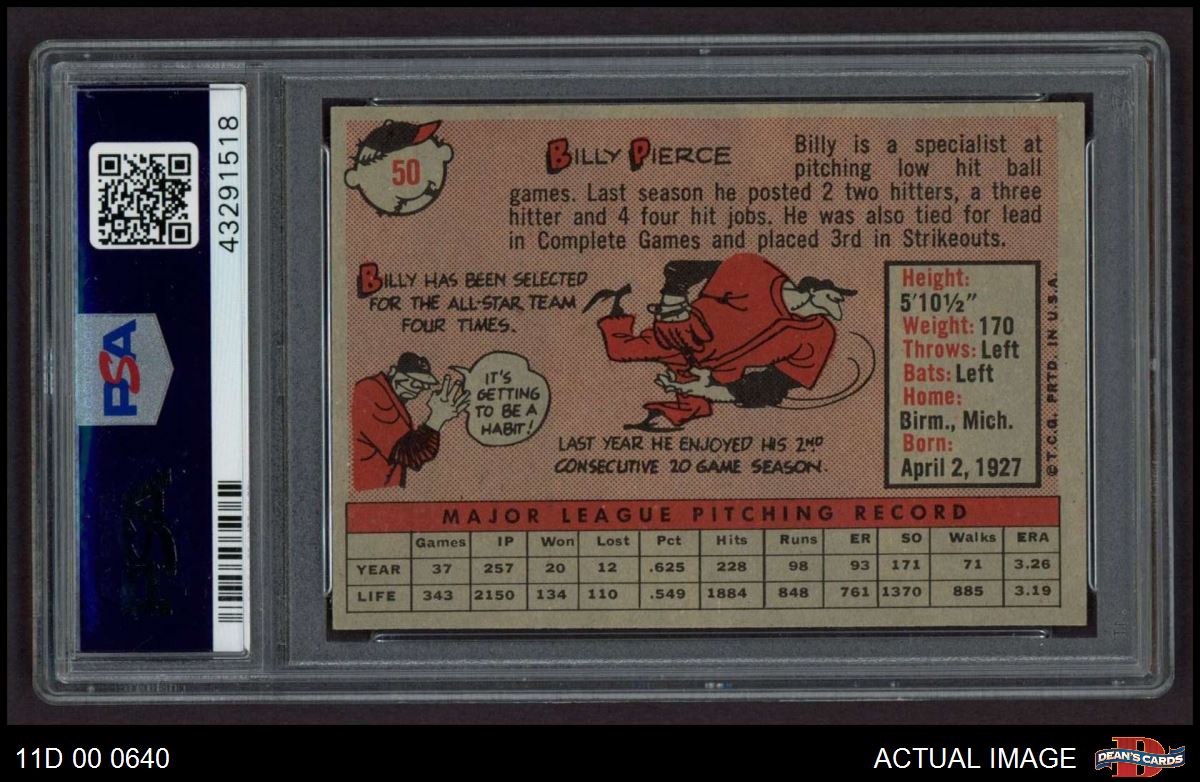 43291518
PSA
PSA
50
BILLY PIERCE
Billy is a specialist at
pitching low hit ball
games. Last season he posted 2 two hitters, a three
hitter and 4 four hit jobs. He was also tied for lead
in Complete Games and placed 3rd in Strikeouts.
BILLY HAS BEEN SELECTED
FOR THE ALL-STAR TEAM
FOUR TIMES.
IT'S
GETTING
TO BE A
HABIT!
LAST YEAR HE ENJOYED HIS 2ND
CONSECUTIVE 20 GAME SEASON.
Height:
5'10½"
Weight: 170
Throws: Left
Bats: Left
Home:
Birm., Mich.
Born:
April 2, 1927
©T.C.G. PRTD. IN U.S.A.
MAJOR LEAGUE PITCHING RECORD
Games IP Won Lost Pct Hits Runs ER SO Walks ERA
YEAR 37 257 20 12 .625 228 98 93 171 71 3.26
LIFE 343 2150 134 110 .549 1884 848 761 1370 885 3.19
11D 00 0640
ACTUAL IMAGE
DEAN'S CARDS